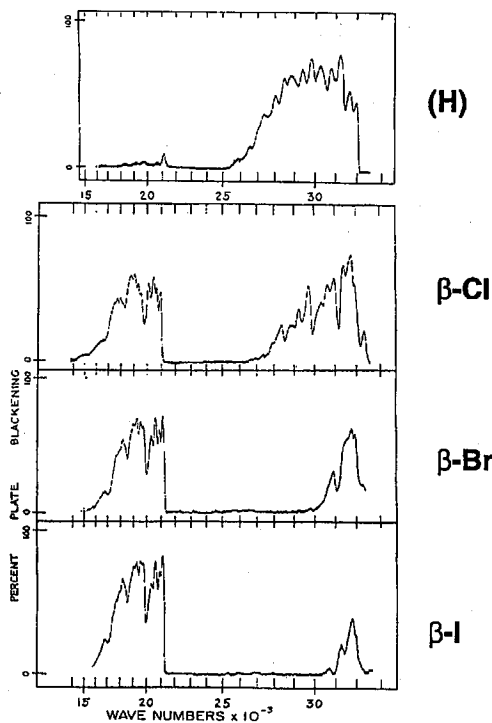 100
(H)
0
15 20 25 30
100
β-Cl
0
100
β-Br
0
100
β-I
0
PERCENT PLATE BLACKENING
15 20 25 30
WAVE NUMBERS x 10⁻³